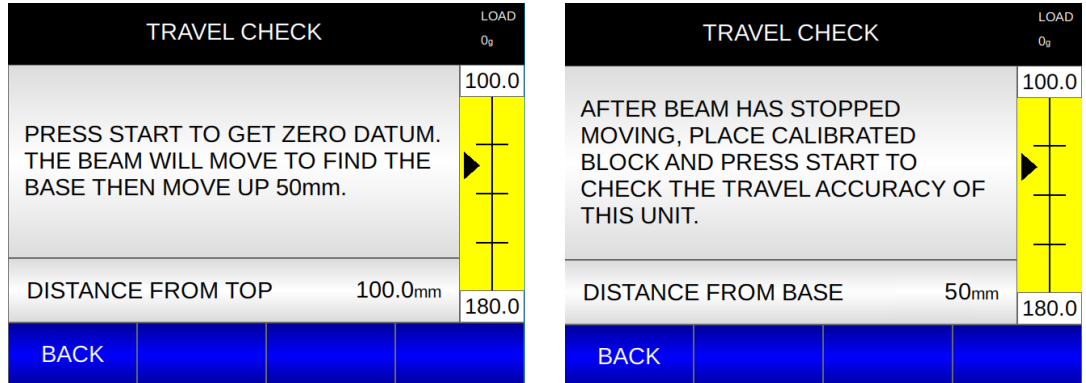 TRAVEL CHECK
LOAD
0g
100.0
PRESS START TO GET ZERO DATUM.
THE BEAM WILL MOVE TO FIND THE
BASE THEN MOVE UP 50mm.
DISTANCE FROM TOP 100.0mm
180.0
BACK
TRAVEL CHECK
LOAD
0g
100.0
AFTER BEAM HAS STOPPED
MOVING, PLACE CALIBRATED
BLOCK AND PRESS START TO
CHECK THE TRAVEL ACCURACY OF
THIS UNIT.
DISTANCE FROM BASE 50mm
180.0
BACK